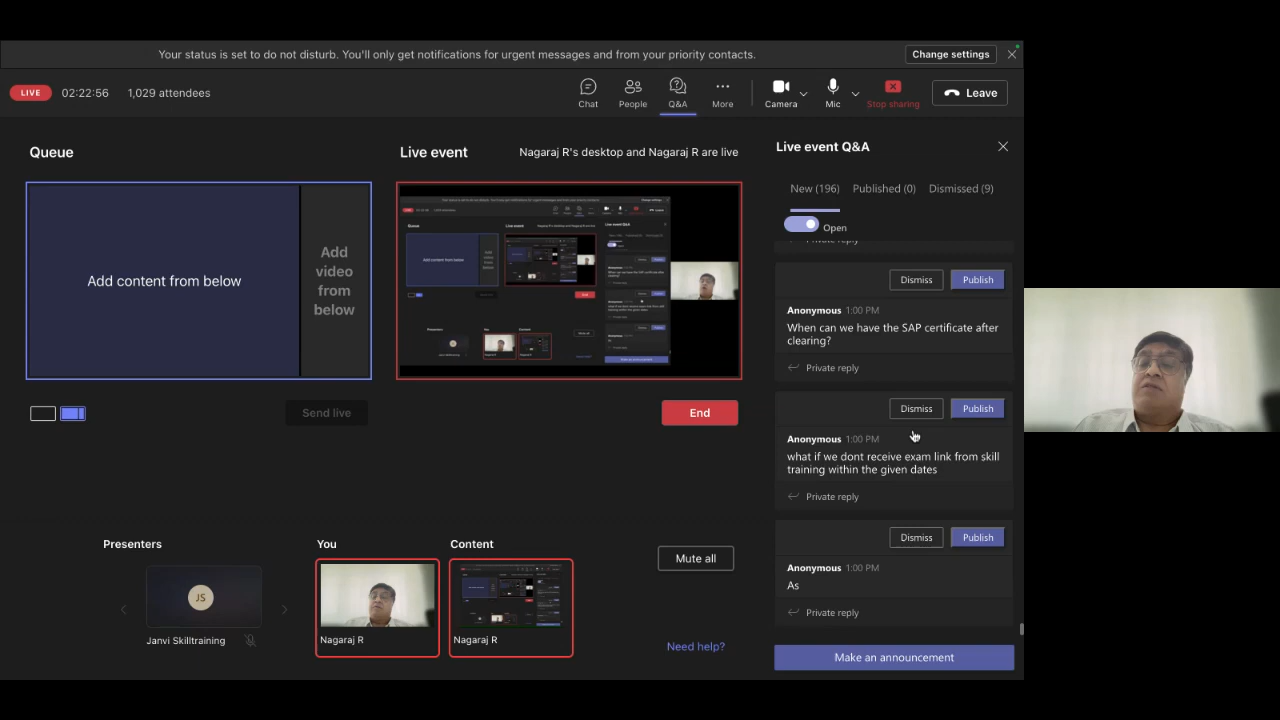 Your status is set to do not disturb. You'll only get notifications for urgent messages and from your priority contacts.
Change settings
LIVE
02:22:56
1,029 attendees
Chat
People
Q&A
More
Camera
Mic
Stop sharing
Leave
Queue
Live event
Nagaraj R's desktop and Nagaraj R are live
Add content from below
Add
video
from
below
Send live
End
Presenters
You
Content
JS
Janvi Skilltraining
Nagaraj R
Nagaraj R
Mute all
Need help?
Live event Q&A
New (196)
Published (0)
Dismissed (9)
Open
Private reply
Dismiss
Publish
Anonymous 1:00 PM
When can we have the SAP certificate after
clearing?
Private reply
Dismiss
Publish
Anonymous 1:00 PM
what if we dont receive exam link from skill
training within the given dates
Private reply
Dismiss
Publish
Anonymous 1:00 PM
As
Private reply
Make an announcement